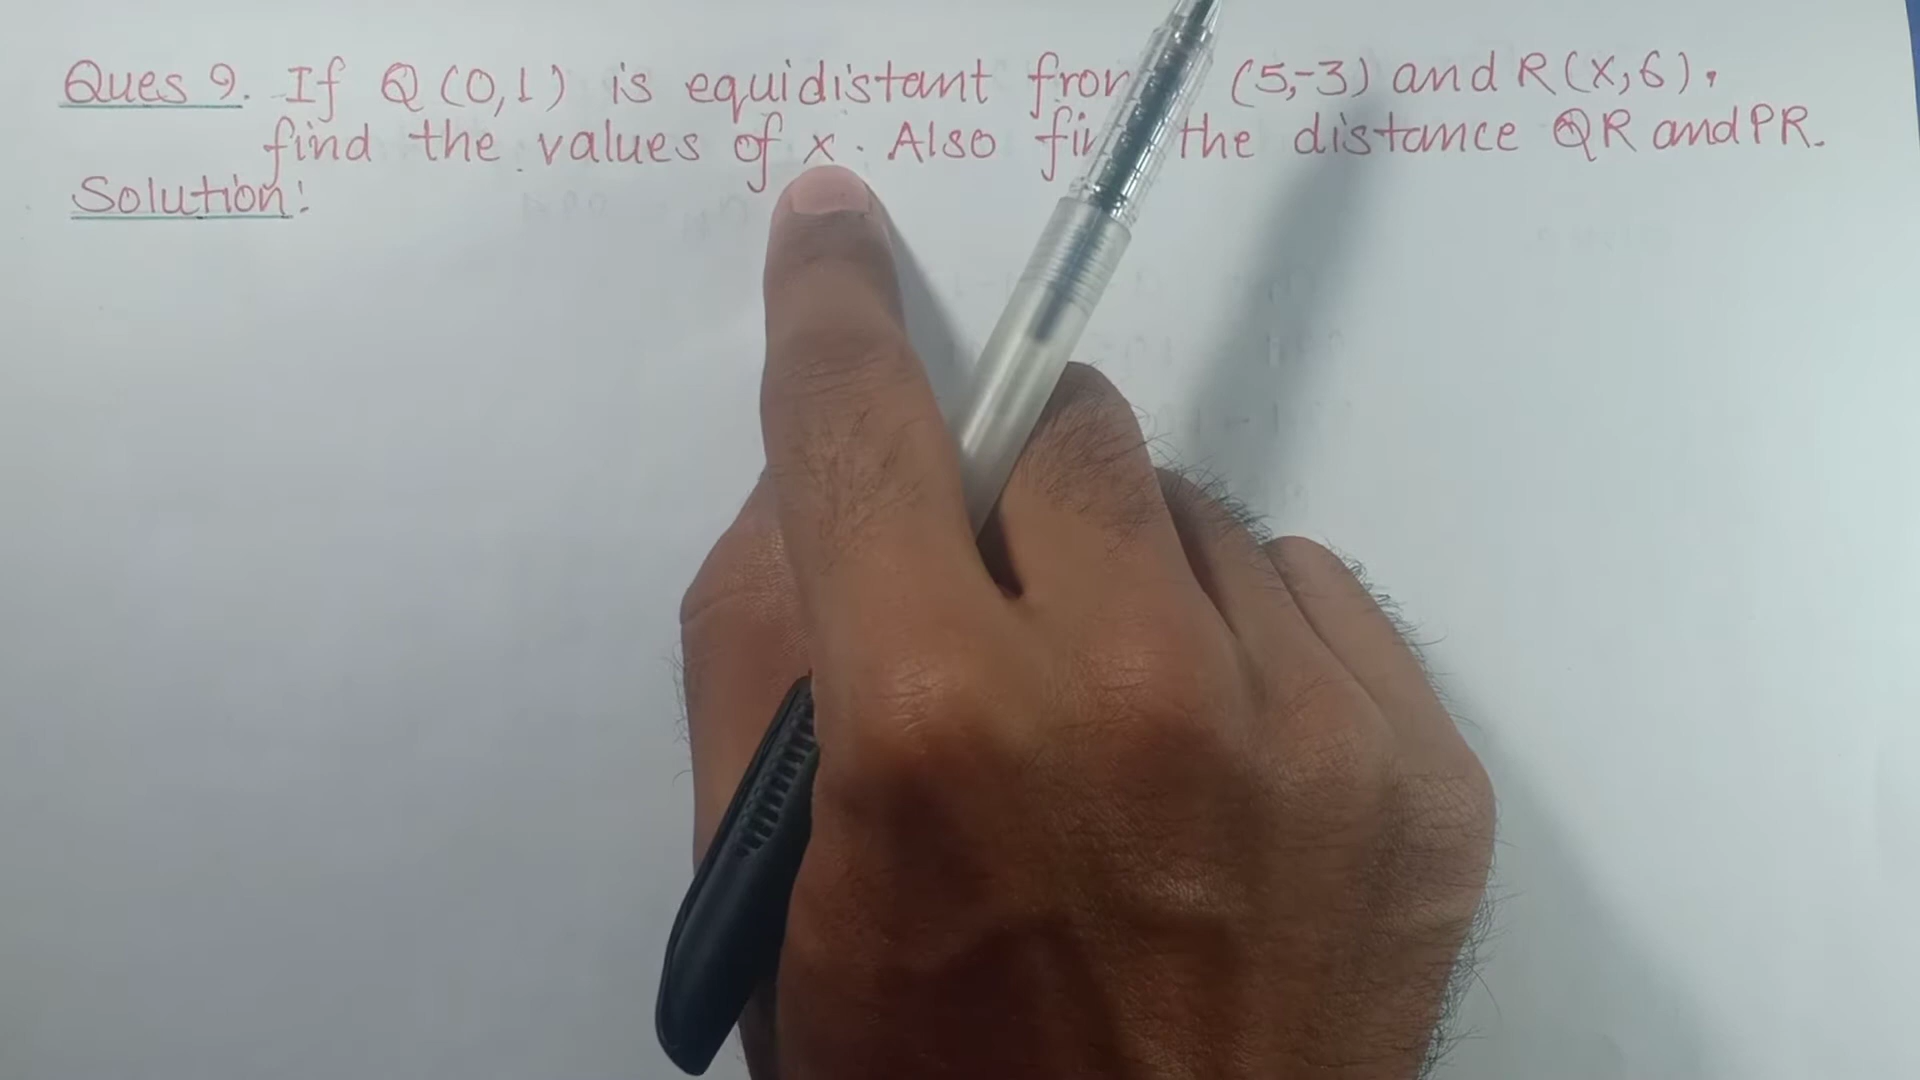 Ques 9. If Q (0,1) is equidistant (5,-3) and R(x,6),
find the values of x. Also the distance QR and PR.
Solution: